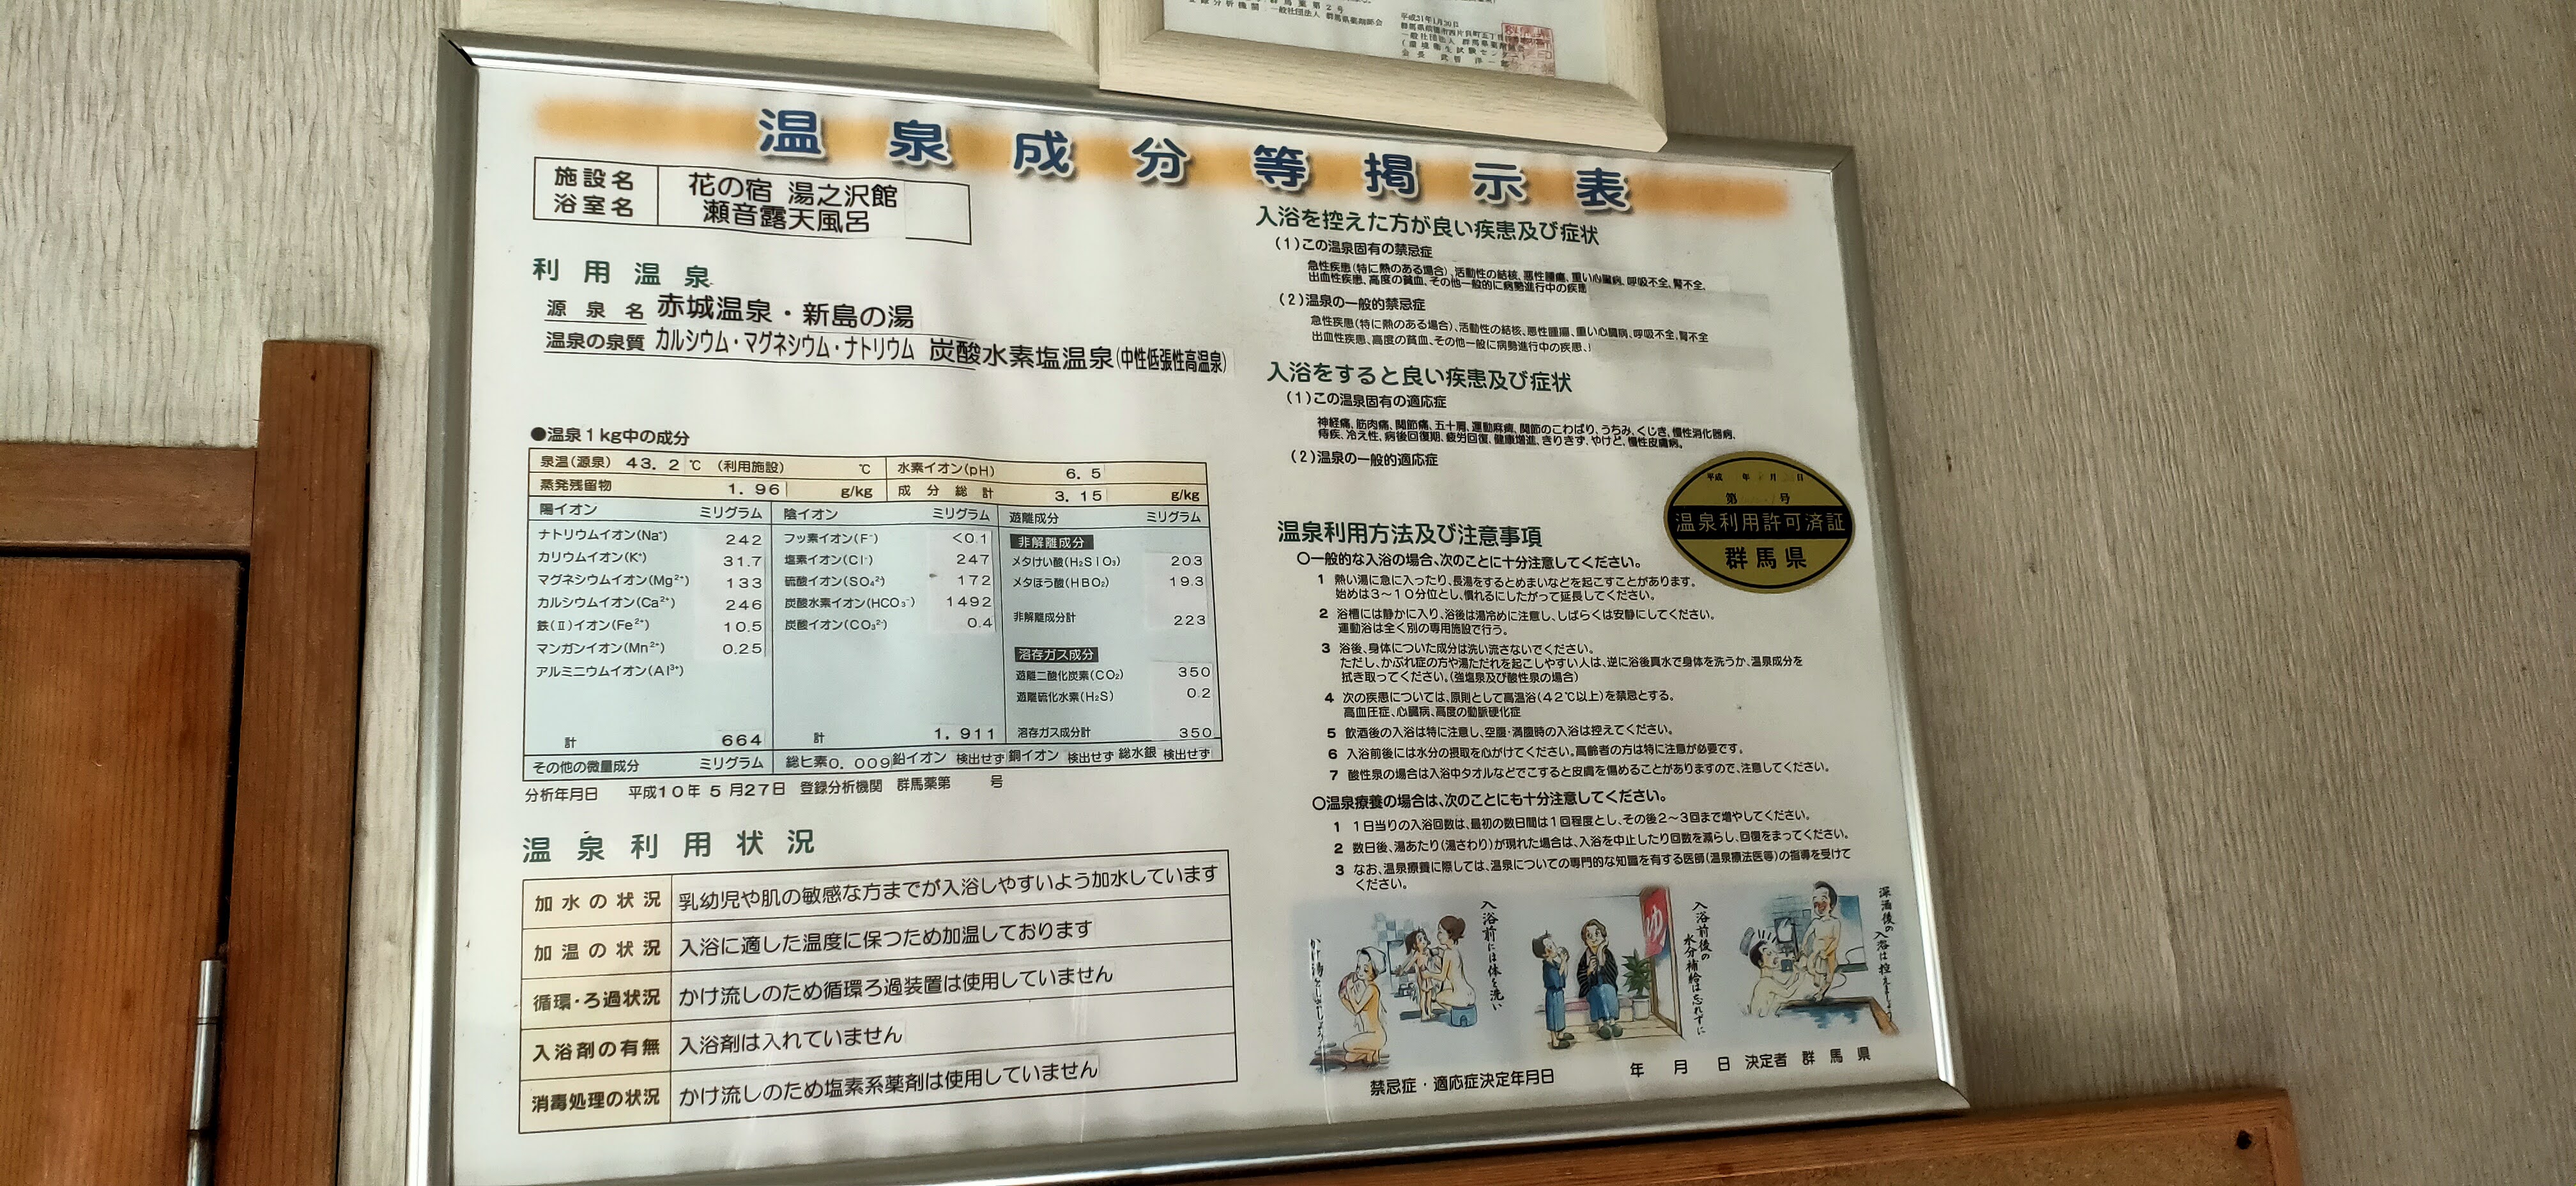 平成31年1月30日
温泉成分等掲示表
施設名 花の宿 湯之沢館
浴室名 瀬音露天風呂
利用温泉
源泉名 赤城温泉・新島の湯
温泉の泉質 カルシウム・マグネシウム・ナトリウム 炭酸水素塩温泉(中性低張性高温泉)
●温泉1kg中の成分
泉温(源泉) 43.2 ℃ (利用施設) ℃ 水素イオン(pH) 6.5
蒸発残留物 1.96 g/kg 成分総計 3.15 g/kg
陽イオン ミリグラム 陰イオン ミリグラム 遊離成分 ミリグラム
ナトリウムイオン(Na⁺) 242 フッ素イオン(F⁻) <0.1 非解離成分
カリウムイオン(K⁺) 31.7 塩素イオン(Cl⁻) 247 メタけい酸(H₂SiO₃) 203
マグネシウムイオン(Mg²⁺) 133 硫酸イオン(SO₄²⁻) 172 メタほう酸(HBO₂) 19.3
カルシウムイオン(Ca²⁺) 246 炭酸水素イオン(HCO₃⁻) 1492
鉄(Ⅱ)イオン(Fe²⁺) 10.5 炭酸イオン(CO₃²⁻) 0.4 非解離成分計 223
マンガンイオン(Mn²⁺) 0.25 溶存ガス成分
アルミニウムイオン(Al³⁺) 遊離二酸化炭素(CO₂) 350
遊離硫化水素(H₂S) 0.2
計 664 計 1.911 溶存ガス成分計 350
その他の微量成分 ミリグラム 総ヒ素0.009 鉛イオン 検出せず 銅イオン 検出せず 総水銀 検出せず
分析年月日 平成10年5月27日 登録分析機関 群馬薬第 号
温泉利用状況
加水の状況 乳幼児や肌の敏感な方までが入浴しやすいよう加水しています
加温の状況 入浴に適した温度に保つため加温しております
循環・ろ過状況 かけ流しのため循環ろ過装置は使用していません
入浴剤の有無 入浴剤は入れていません
消毒処理の状況 かけ流しのため塩素系薬剤は使用していません
入浴を控えた方が良い疾患及び症状
(1)この温泉固有の禁忌症
急性疾患(特に熱のある場合)、活動性の結核、悪性腫瘍、重い心臓病、呼吸不全、腎不全、
出血性疾患、高度の貧血、その他一般的に病勢進行中の疾患
(2)温泉の一般的禁忌症
急性疾患(特に熱のある場合)、活動性の結核、悪性腫瘍、重い心臓病、呼吸不全、腎不全
出血性疾患、高度の貧血、その他一般に病勢進行中の疾患、
入浴をすると良い疾患及び症状
(1)この温泉固有の適応症
神経痛、筋肉痛、関節痛、五十肩、運動麻痺、関節のこわばり、うちみ、くじき、慢性消化器病、
痔疾、冷え性、病後回復期、疲労回復、健康増進、きりきず、やけど、慢性皮膚病。
(2)温泉の一般的適応症
平成 年 月 日
第 号
温泉利用許可済証
群馬県
温泉利用方法及び注意事項
○一般的な入浴の場合、次のことに十分注意してください。
1 熱い湯に急に入ったり、長湯をするとめまいなどを起こすことがあります。
始めは3〜10分位とし、慣れるにしたがって延長してください。
2 浴槽には静かに入り、浴後は湯冷めに注意し、しばらくは安静にしてください。
運動浴は全く別の専用施設で行う。
3 浴後、身体についた成分は洗い流さないでください。
ただし、かぶれ症の方や湯ただれを起こしやすい人は、逆に浴後真水で身体を洗うか、温泉成分を
拭き取ってください。(強塩泉及び酸性泉の場合)
4 次の疾患については、原則として高温浴(42℃以上)を禁忌とする。
高血圧症、心臓病、高度の動脈硬化症
5 飲酒後の入浴は特に注意し、空腹・満腹時の入浴は控えてください。
6 入浴前後には水分の摂取を心がけてください。高齢者の方は特に注意が必要です。
7 酸性泉の場合は入浴中タオルなどでこすると皮膚を傷めることがありますので、注意してください。
○温泉療養の場合は、次のことにも十分注意してください。
1 1日当りの入浴回数は、最初の数日間は1回程度とし、その後2〜3回まで増やしてください。
2 数日後、湯あたり(湯さわり)が現れた場合は、入浴を中止したり回数を減らし、回復をまってください。
3 なお、温泉療養に際しては、温泉についての専門的な知識を有する医師(温泉療法医等)の指導を受けて
ください。
入浴前には体を洗い
かけ湯をしましょう
ゆ
入浴前後の
水分補給は忘れずに
深酒後の
入浴は控えましょう
禁忌症・適応症決定年月日 年 月 日 決定者 群馬県